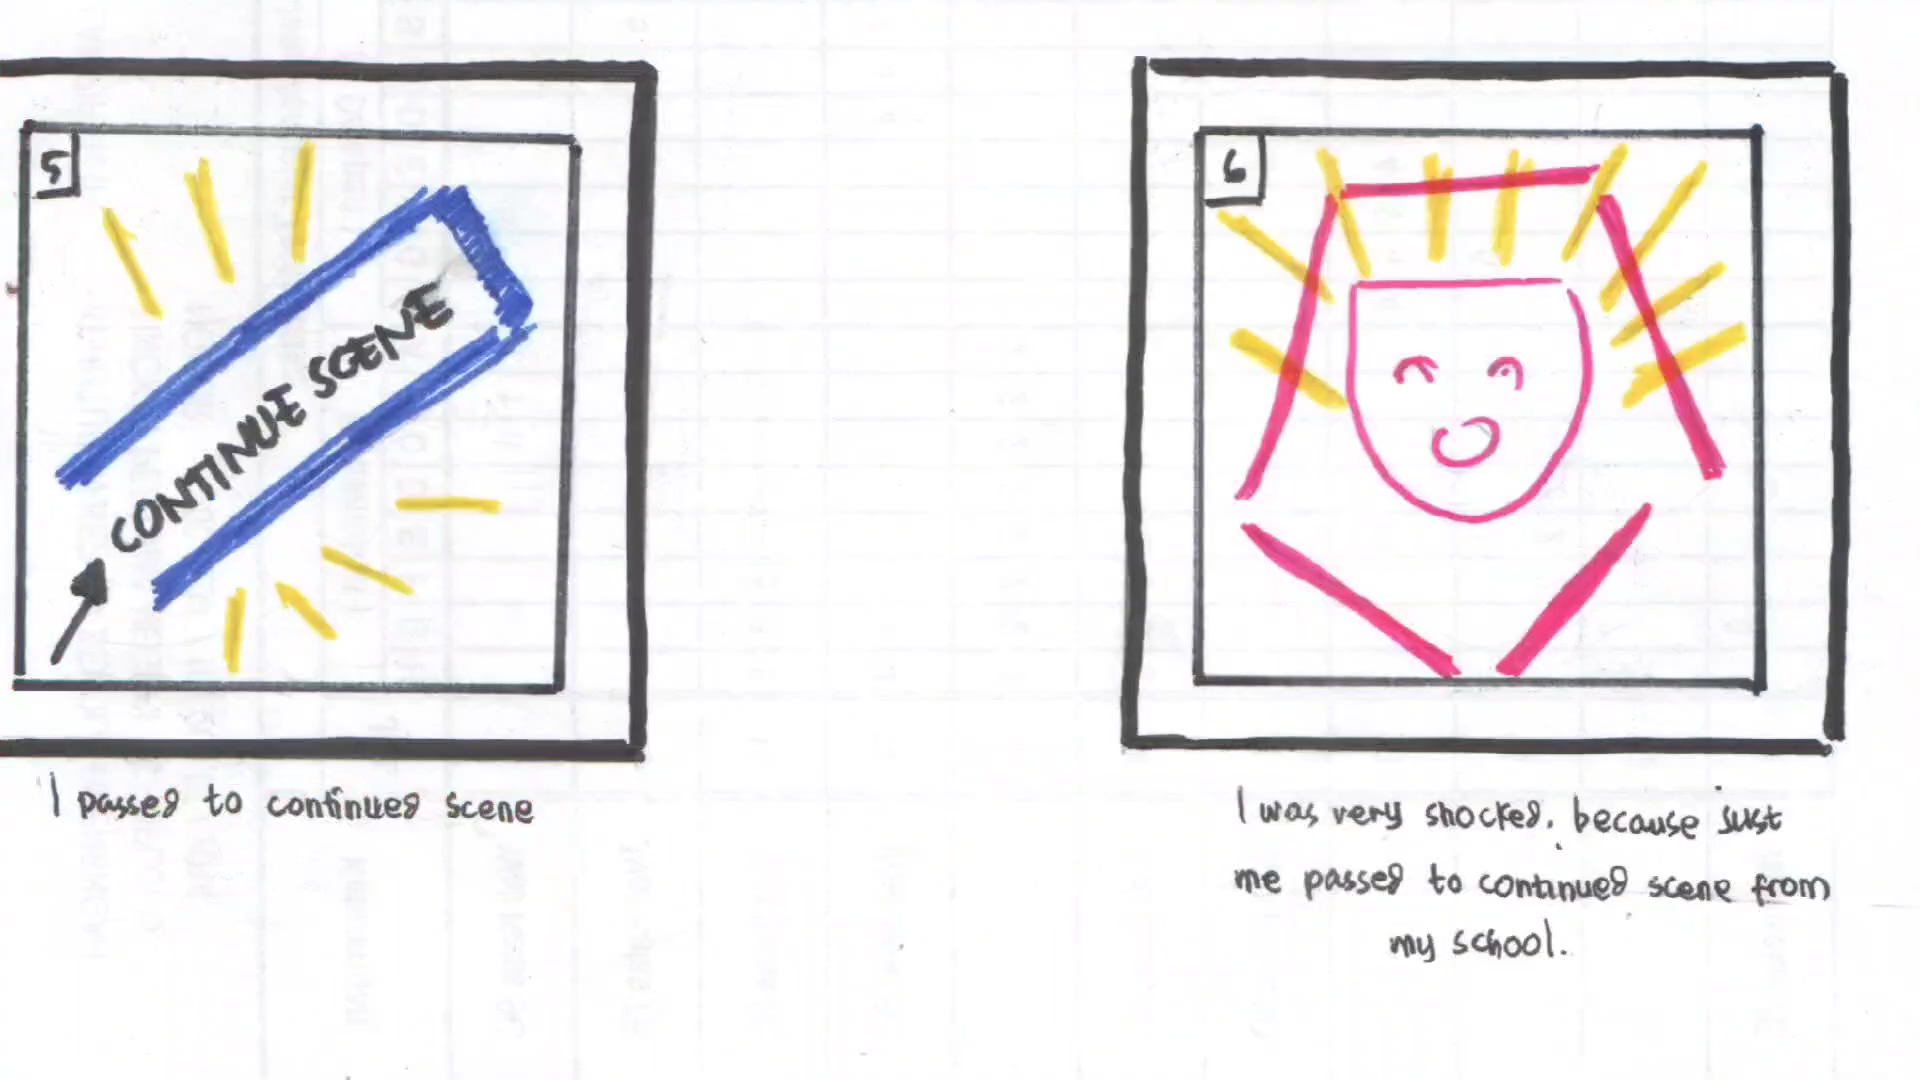 5
CONTINUE SCENE
I passed to continued scene
6
I was very shocked. because just
me passed to continued scene from
my school.